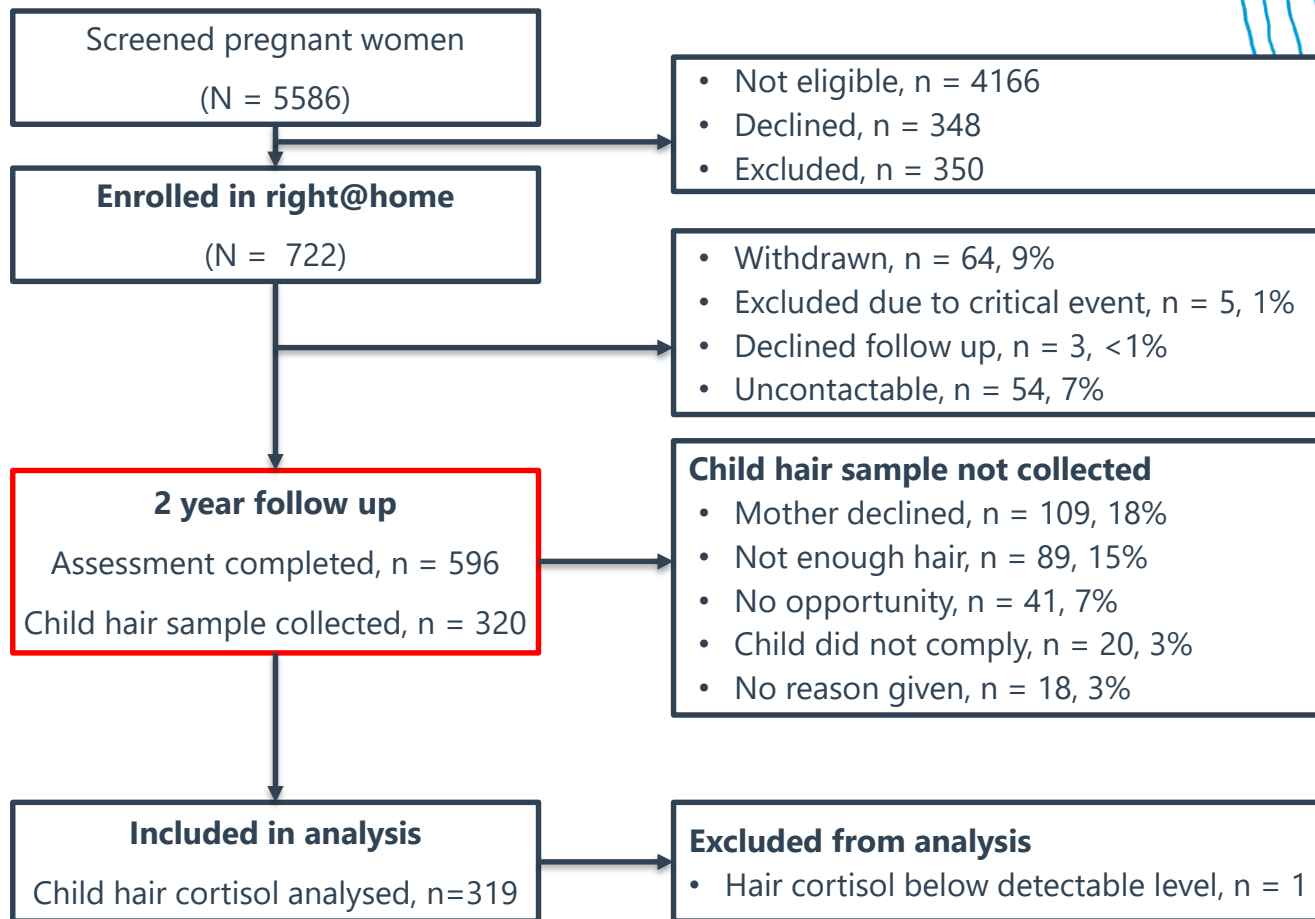 Screened pregnant women
(N = 5586)
• Not eligible, n = 4166
• Declined, n = 348
• Excluded, n = 350
Enrolled in right@home
(N =  722)
• Withdrawn, n = 64, 9%
• Excluded due to critical event, n = 5, 1%
• Declined follow up, n = 3, <1%
• Uncontactable, n = 54, 7%
2 year follow up
Assessment completed, n = 596
Child hair sample collected, n = 320
Child hair sample not collected
• Mother declined, n = 109, 18%
• Not enough hair, n = 89, 15%
• No opportunity, n = 41, 7%
• Child did not comply, n = 20, 3%
• No reason given, n = 18, 3%
Included in analysis
Child hair cortisol analysed, n=319
Excluded from analysis
• Hair cortisol below detectable level, n = 1